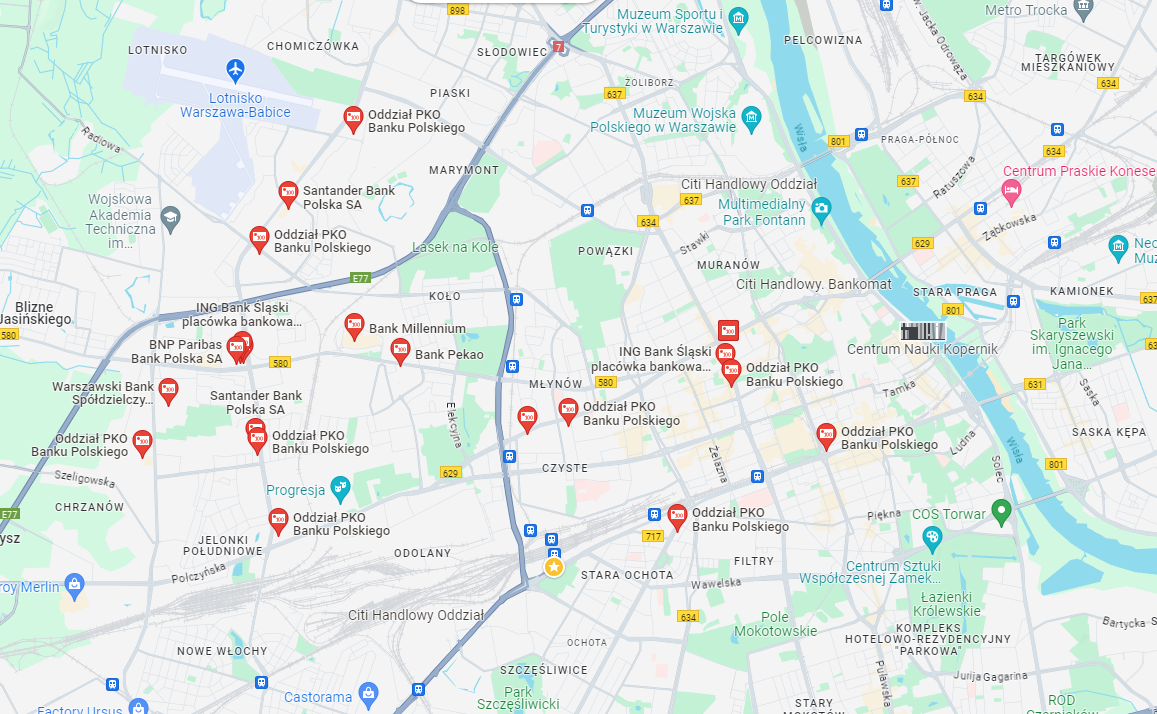 898
Muzeum Sportu i
Turystyki w Warszawie
Metro Trocka
LOTNISKO
CHOMICZÓWKA
SŁODOWIEC
7
PELCOWIZNA
Jacka Odrowąża
TARGÓWEK
MIESZKANIOWY
634
Lotnisko
Warszawa-Babice
PIASKI
ŻOLIBORZ
637
634
Oddział PKO
Banku Polskiego
Muzeum Wojska
Polskiego w Warszawie
Wisła
801
PRAGA-PÓŁNOC
634
Radiowa
MARYMONT
Ratuszowa
Centrum Praskie Konese
637
Santander Bank
Polska SA
Citi Handlowy Oddział
637
Wojskowa
Akademia
Techniczna
im...
Multimedialny
Park Fontann
634
Ząbkowska
Oddział PKO
Banku Polskiego
Lasek na Kole
POWĄZKI
Stawki
629
Neo
Muz
MURANÓW
E77
Citi Handlowy. Bankomat
STARA PRAGA
KAMIONEK
KOŁO
637
801
Blizne
Jasińskiego
ING Bank Śląski
placówka bankowa...
580
Bank Millennium
Park
Skaryszewski
im. Ignacego
Jana...
BNP Paribas
Bank Polska SA
580
Bank Pekao
ING Bank Śląski
placówka bankowa...
Centrum Nauki Kopernik
Oddział PKO
Banku Polskiego
Warszawski Bank
Spółdzielczy...
MŁYNÓW
580
Tamka
631
Saska
Santander Bank
Polska SA
Elekcyjna
Oddział PKO
Banku Polskiego
Oddział PKO
Banku Polskiego
Oddział PKO
Banku Polskiego
Oddział PKO
Banku Polskiego
Ludna
SASKA KĘPA
Wisła
Żelazna
Solec
801
CZYSTE
629
Szeligowska
Progresja
CHRZANÓW
E77
Oddział PKO
Banku Polskiego
Oddział PKO
Banku Polskiego
717
Piękna
COS Torwar
JELONKI
POŁUDNIOWE
ODOLANY
FILTRY
Centrum Sztuki
Współczesnej Zamek...
Połczyńska
STARA OCHOTA
Wawelska
roy Merlin
Łazienki
Królewskie
Citi Handlowy Oddział
634
Pole
Mokotowskie
KOMPLEKS
HOTELOWO-REZYDENCYJNY
"PARKOWA"
Bartycka S
OCHOTA
NOWE WŁOCHY
SZCZĘŚLIWICE
Puławska
Jurija Gagarina
Castorama
Park
Szczęśliwicki
STARY
MOKOTÓW
ROD
Czerniaków
Factory Ursus